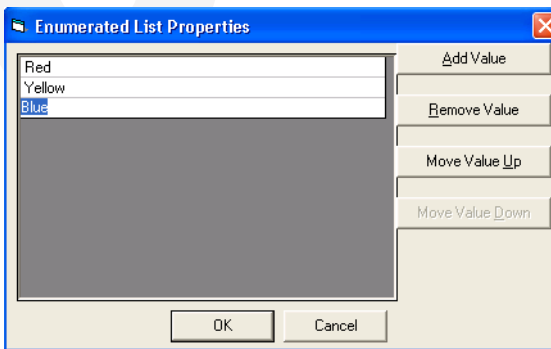 Enumerated List Properties
Red
Yellow
Blue
Add Value
Remove Value
Move Value Up
Move Value Down
OK
Cancel